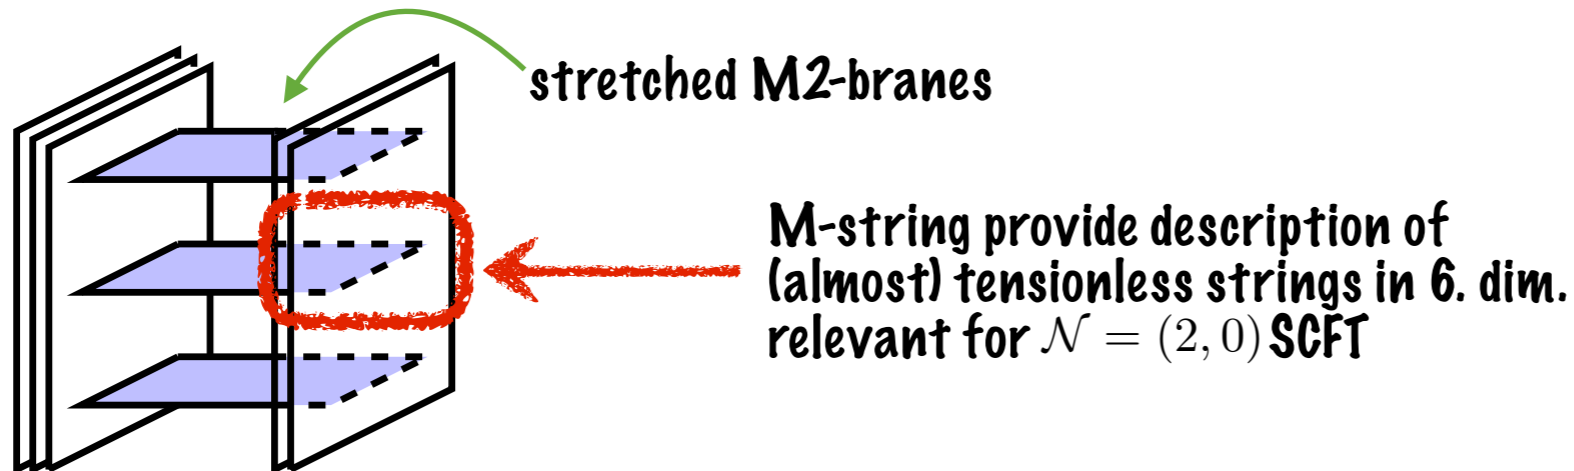 stretched M2-branes
M-string provide description of
(almost) tensionless strings in 6. dim.
relevant for 𝒩 = (2, 0) SCFT